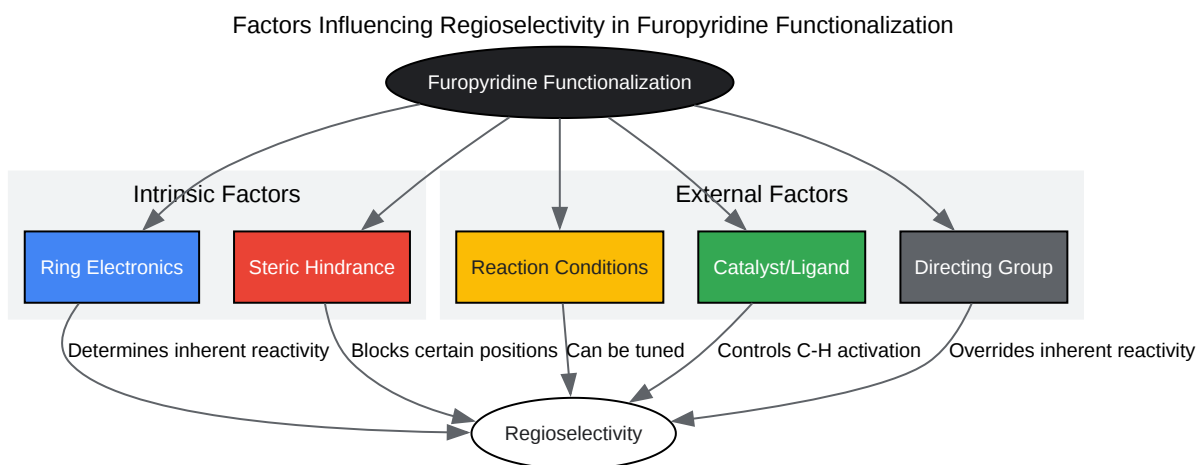 Factors Influencing Regioselectivity in Furopyridine Functionalization
Furopyridine Functionalization
Intrinsic Factors
External Factors
Ring Electronics
Steric Hindrance
Reaction Conditions
Catalyst/Ligand
Directing Group
Determines inherent reactivity
Blocks certain positions
Can be tuned
Controls C-H activation
Overrides inherent reactivity
Regioselectivity